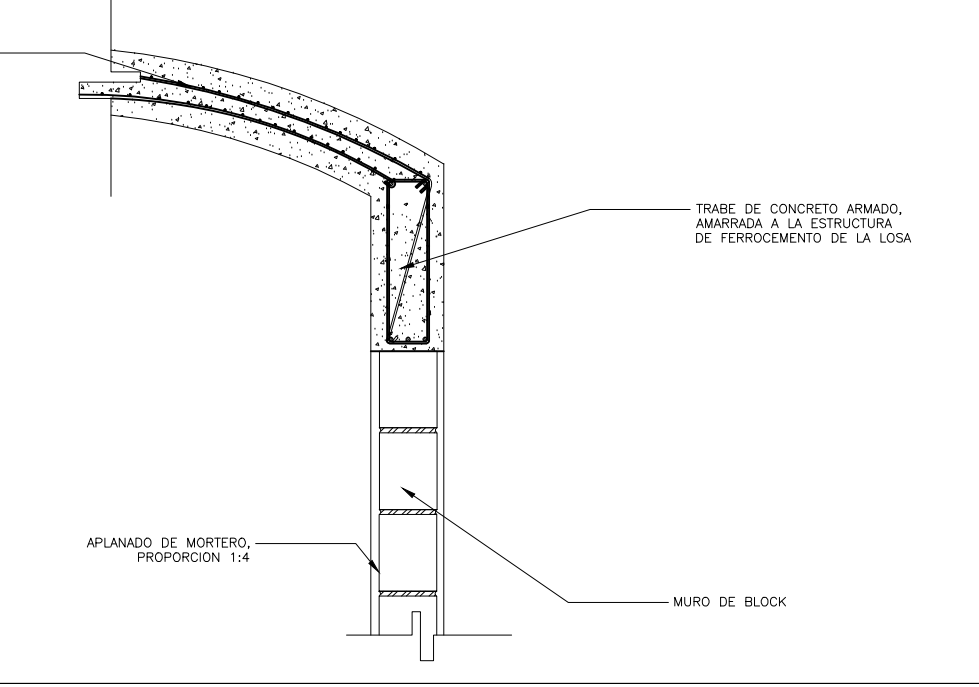 TRABE DE CONCRETO ARMADO,
AMARRADA A LA ESTRUCTURA
DE FERROCEMENTO DE LA LOSA
APLANADO DE MORTERO,
PROPORCION 1:4
MURO DE BLOCK